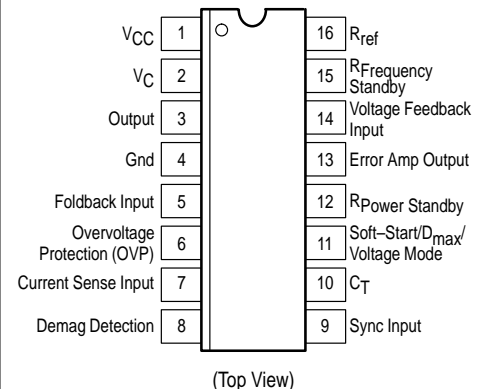 VCC 1
VC 2
Output 3
Gnd 4
Foldback Input 5
Overvoltage
Protection (OVP) 6
Current Sense Input 7
Demag Detection 8
16 Rref
15 RFrequency
Standby
14 Voltage Feedback
Input
13 Error Amp Output
12 RPower Standby
11 Soft–Start/Dmax/
Voltage Mode
10 CT
9 Sync Input
(Top View)